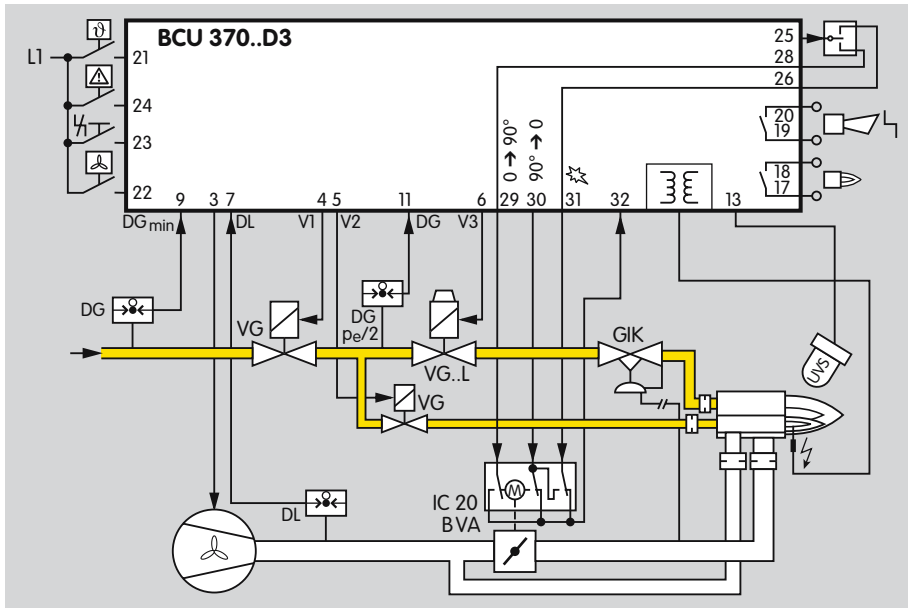 BCU 370..D3
25
28
26
L1
21
24
23
22
20
19
18
17
0 → 90°
90° → 0
9
3
7
4
5
11
6
29
30
31
32
13
DG min
DL
V1
V2
DG
V3
DG
VG
DG
pe/2
VG..L
GIK
VG
UVS
M
IC 20
BVA
DL